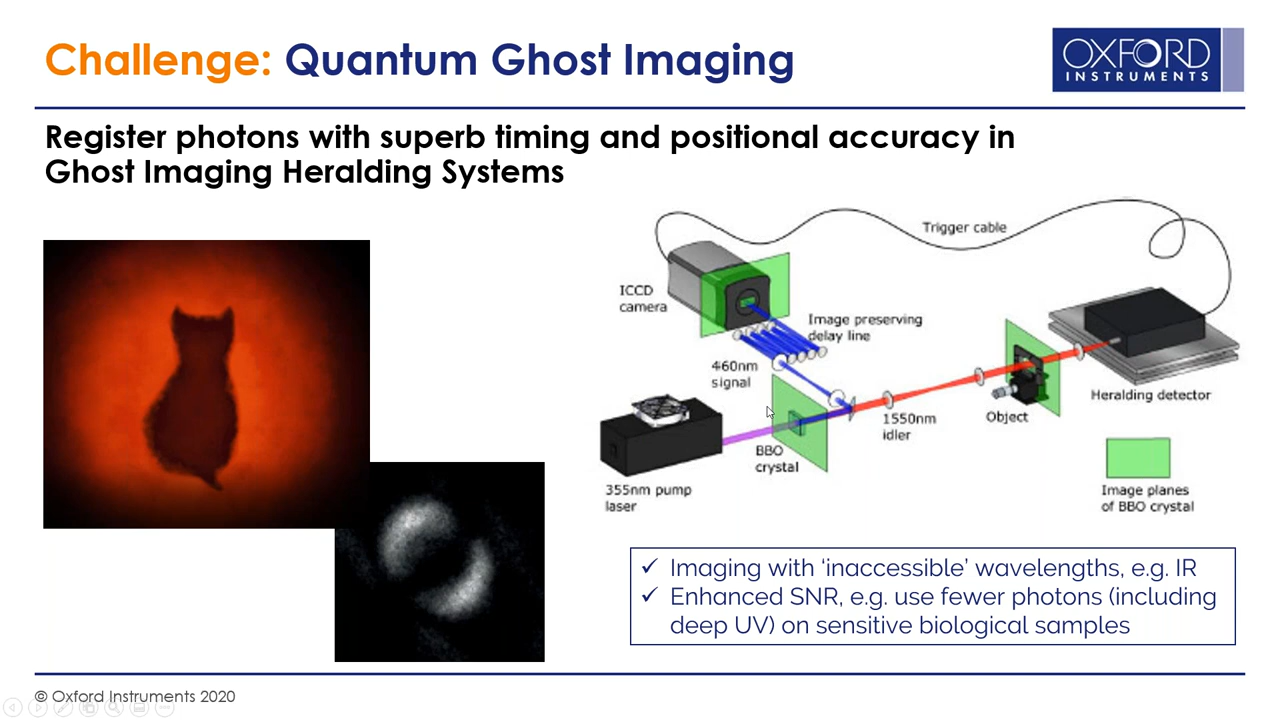 Challenge: Quantum Ghost Imaging
OXFORD
INSTRUMENTS
Register photons with superb timing and positional accuracy in
Ghost Imaging Heralding Systems
Trigger cable
ICCD
camera
Image preserving
delay line
460nm
signal
1550nm
idler
Object
Heralding detector
BBO
crystal
355nm pump
laser
Image planes
of BBO crystal
✓ Imaging with ‘inaccessible’ wavelengths, e.g. IR
✓ Enhanced SNR, e.g. use fewer photons (including
deep UV) on sensitive biological samples
© Oxford Instruments 2020